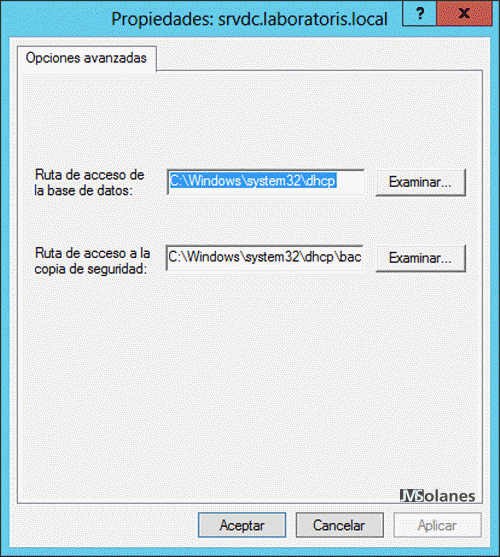 Propiedades: srvdc.laboratoris.local
?
X
Opciones avanzadas
Ruta de acceso de
la base de datos:
C:\Windows\system32\dhcp
Examinar...
Ruta de acceso a la
copia de seguridad:
C:\Windows\system32\dhcp\bac
Examinar...
JMSolanes
Aceptar
Cancelar
Aplicar